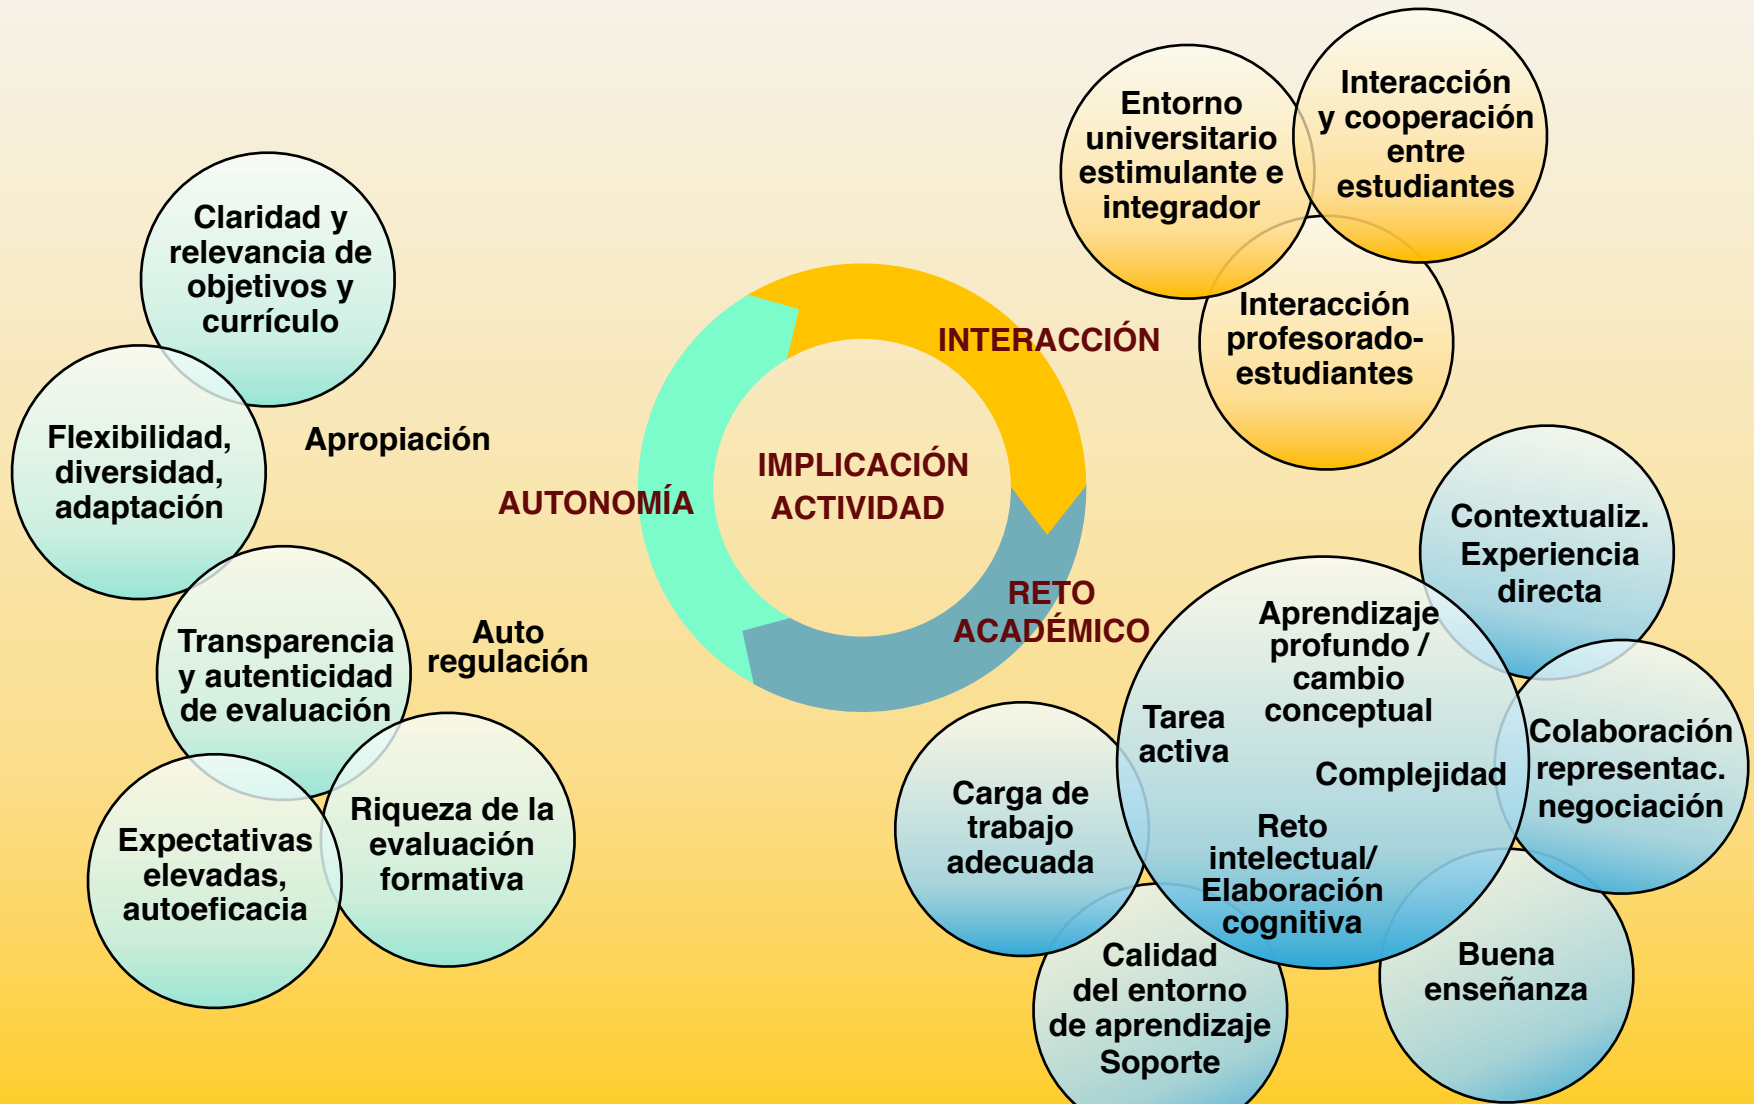 Claridad y
relevancia de
objetivos y
currículo
Flexibilidad,
diversidad,
adaptación
Apropiación
Transparencia
y autenticidad
de evaluación
Auto
regulación
Expectativas
elevadas,
autoeficacia
Riqueza de la
evaluación
formativa
AUTONOMÍA
IMPLICACIÓN
ACTIVIDAD
INTERACCIÓN
RETO
ACADÉMICO
Entorno
universitario
estimulante e
integrador
Interacción
y cooperación
entre
estudiantes
Interacción
profesorado-
estudiantes
Contextualiz.
Experiencia
directa
Aprendizaje
profundo /
cambio
conceptual
Tarea
activa
Complejidad
Reto
intelectual/
Elaboración
cognitiva
Colaboración
representac.
negociación
Carga de
trabajo
adecuada
Calidad
del entorno
de aprendizaje
Soporte
Buena
enseñanza